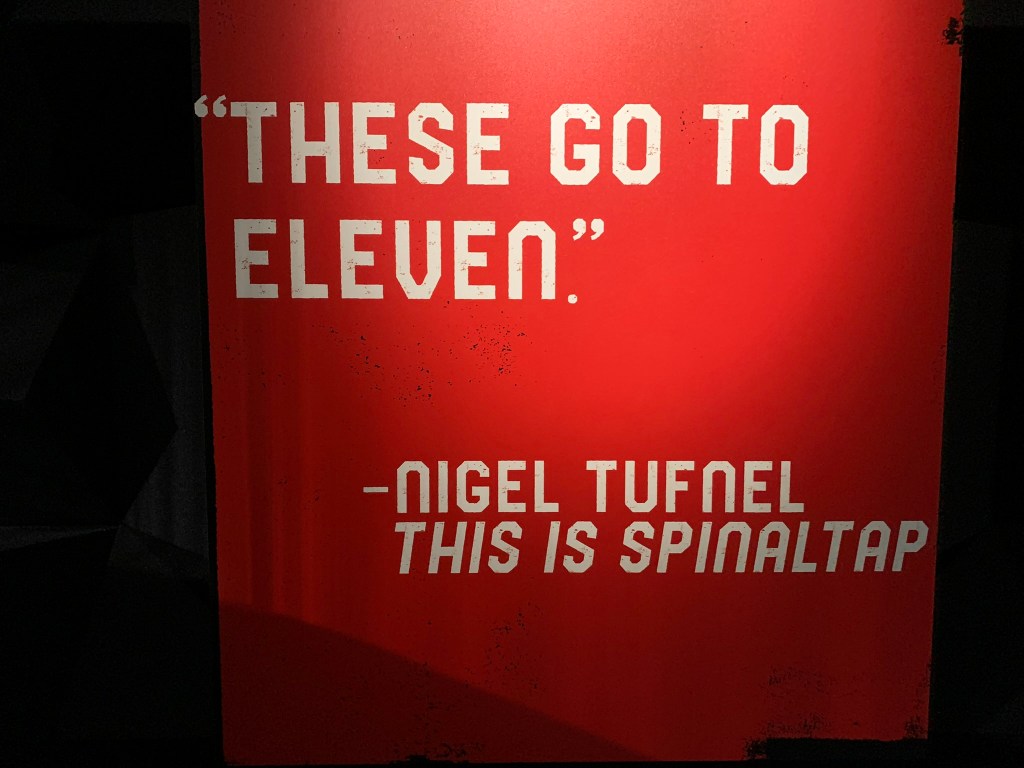 “THESE GO TO
ELEVEN.”
–NIGEL TUFNEL
THIS IS SPINALTAP